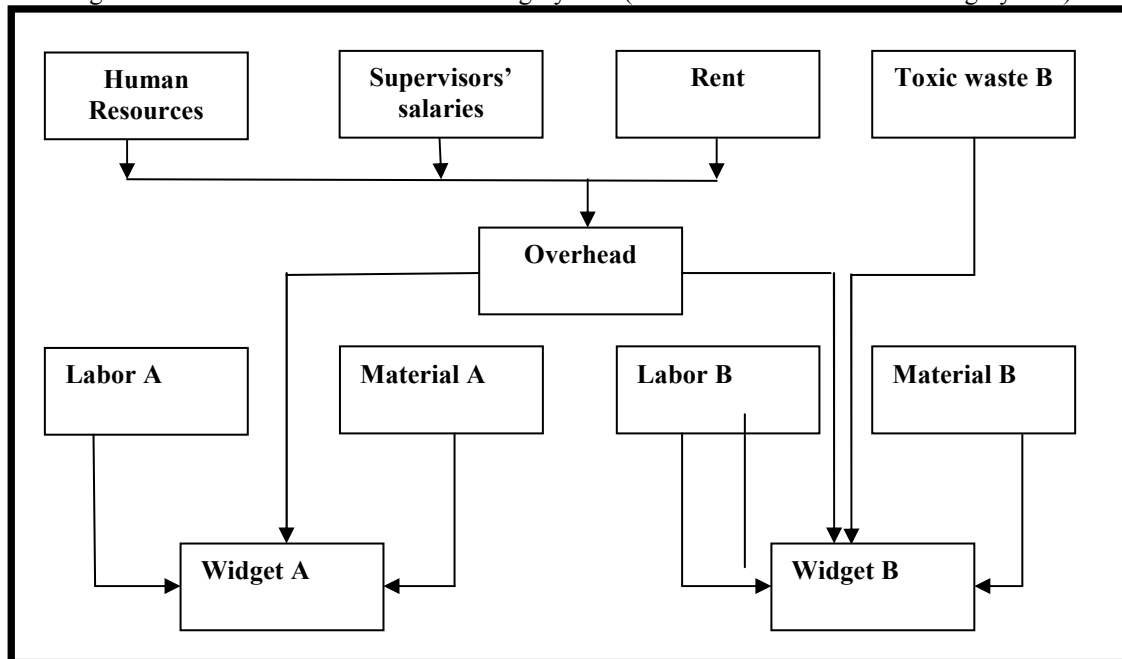 Human
Resources
Supervisors’
salaries
Rent
Toxic waste B
Overhead
Labor A
Material A
Labor B
Material B
Widget A
Widget B